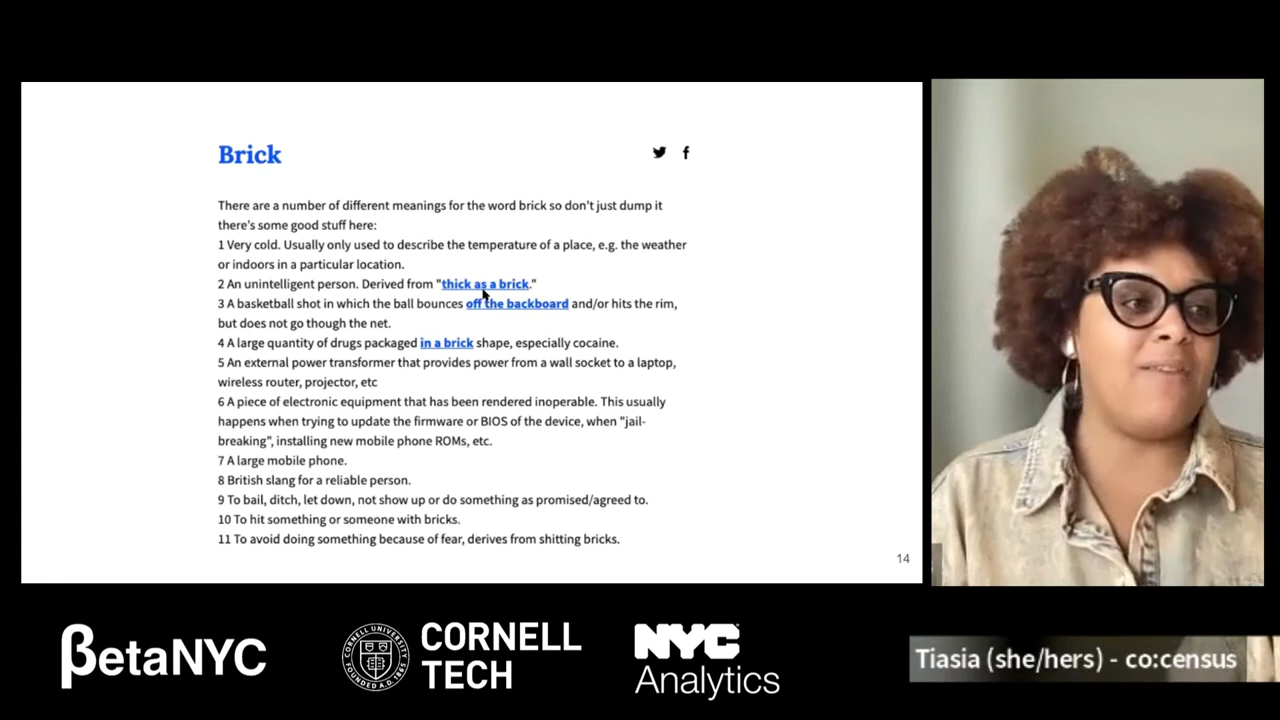 Brick
There are a number of different meanings for the word brick so don't just dump it
there's some good stuff here:
1 Very cold. Usually only used to describe the temperature of a place, e.g. the weather
or indoors in a particular location.
2 An unintelligent person. Derived from "thick as a brick."
3 A basketball shot in which the ball bounces off the backboard and/or hits the rim,
but does not go though the net.
4 A large quantity of drugs packaged in a brick shape, especially cocaine.
5 An external power transformer that provides power from a wall socket to a laptop,
wireless router, projector, etc
6 A piece of electronic equipment that has been rendered inoperable. This usually
happens when trying to update the firmware or BIOS of the device, when "jail-
breaking", installing new mobile phone ROMs, etc.
7 A large mobile phone.
8 British slang for a reliable person.
9 To bail, ditch, let down, not show up or do something as promised/agreed to.
10 To hit something or someone with bricks.
11 To avoid doing something because of fear, derives from shitting bricks.
14
βetaNYC
CORNELL
TECH
NYC
Analytics
Tiasia (she/hers) - co:census